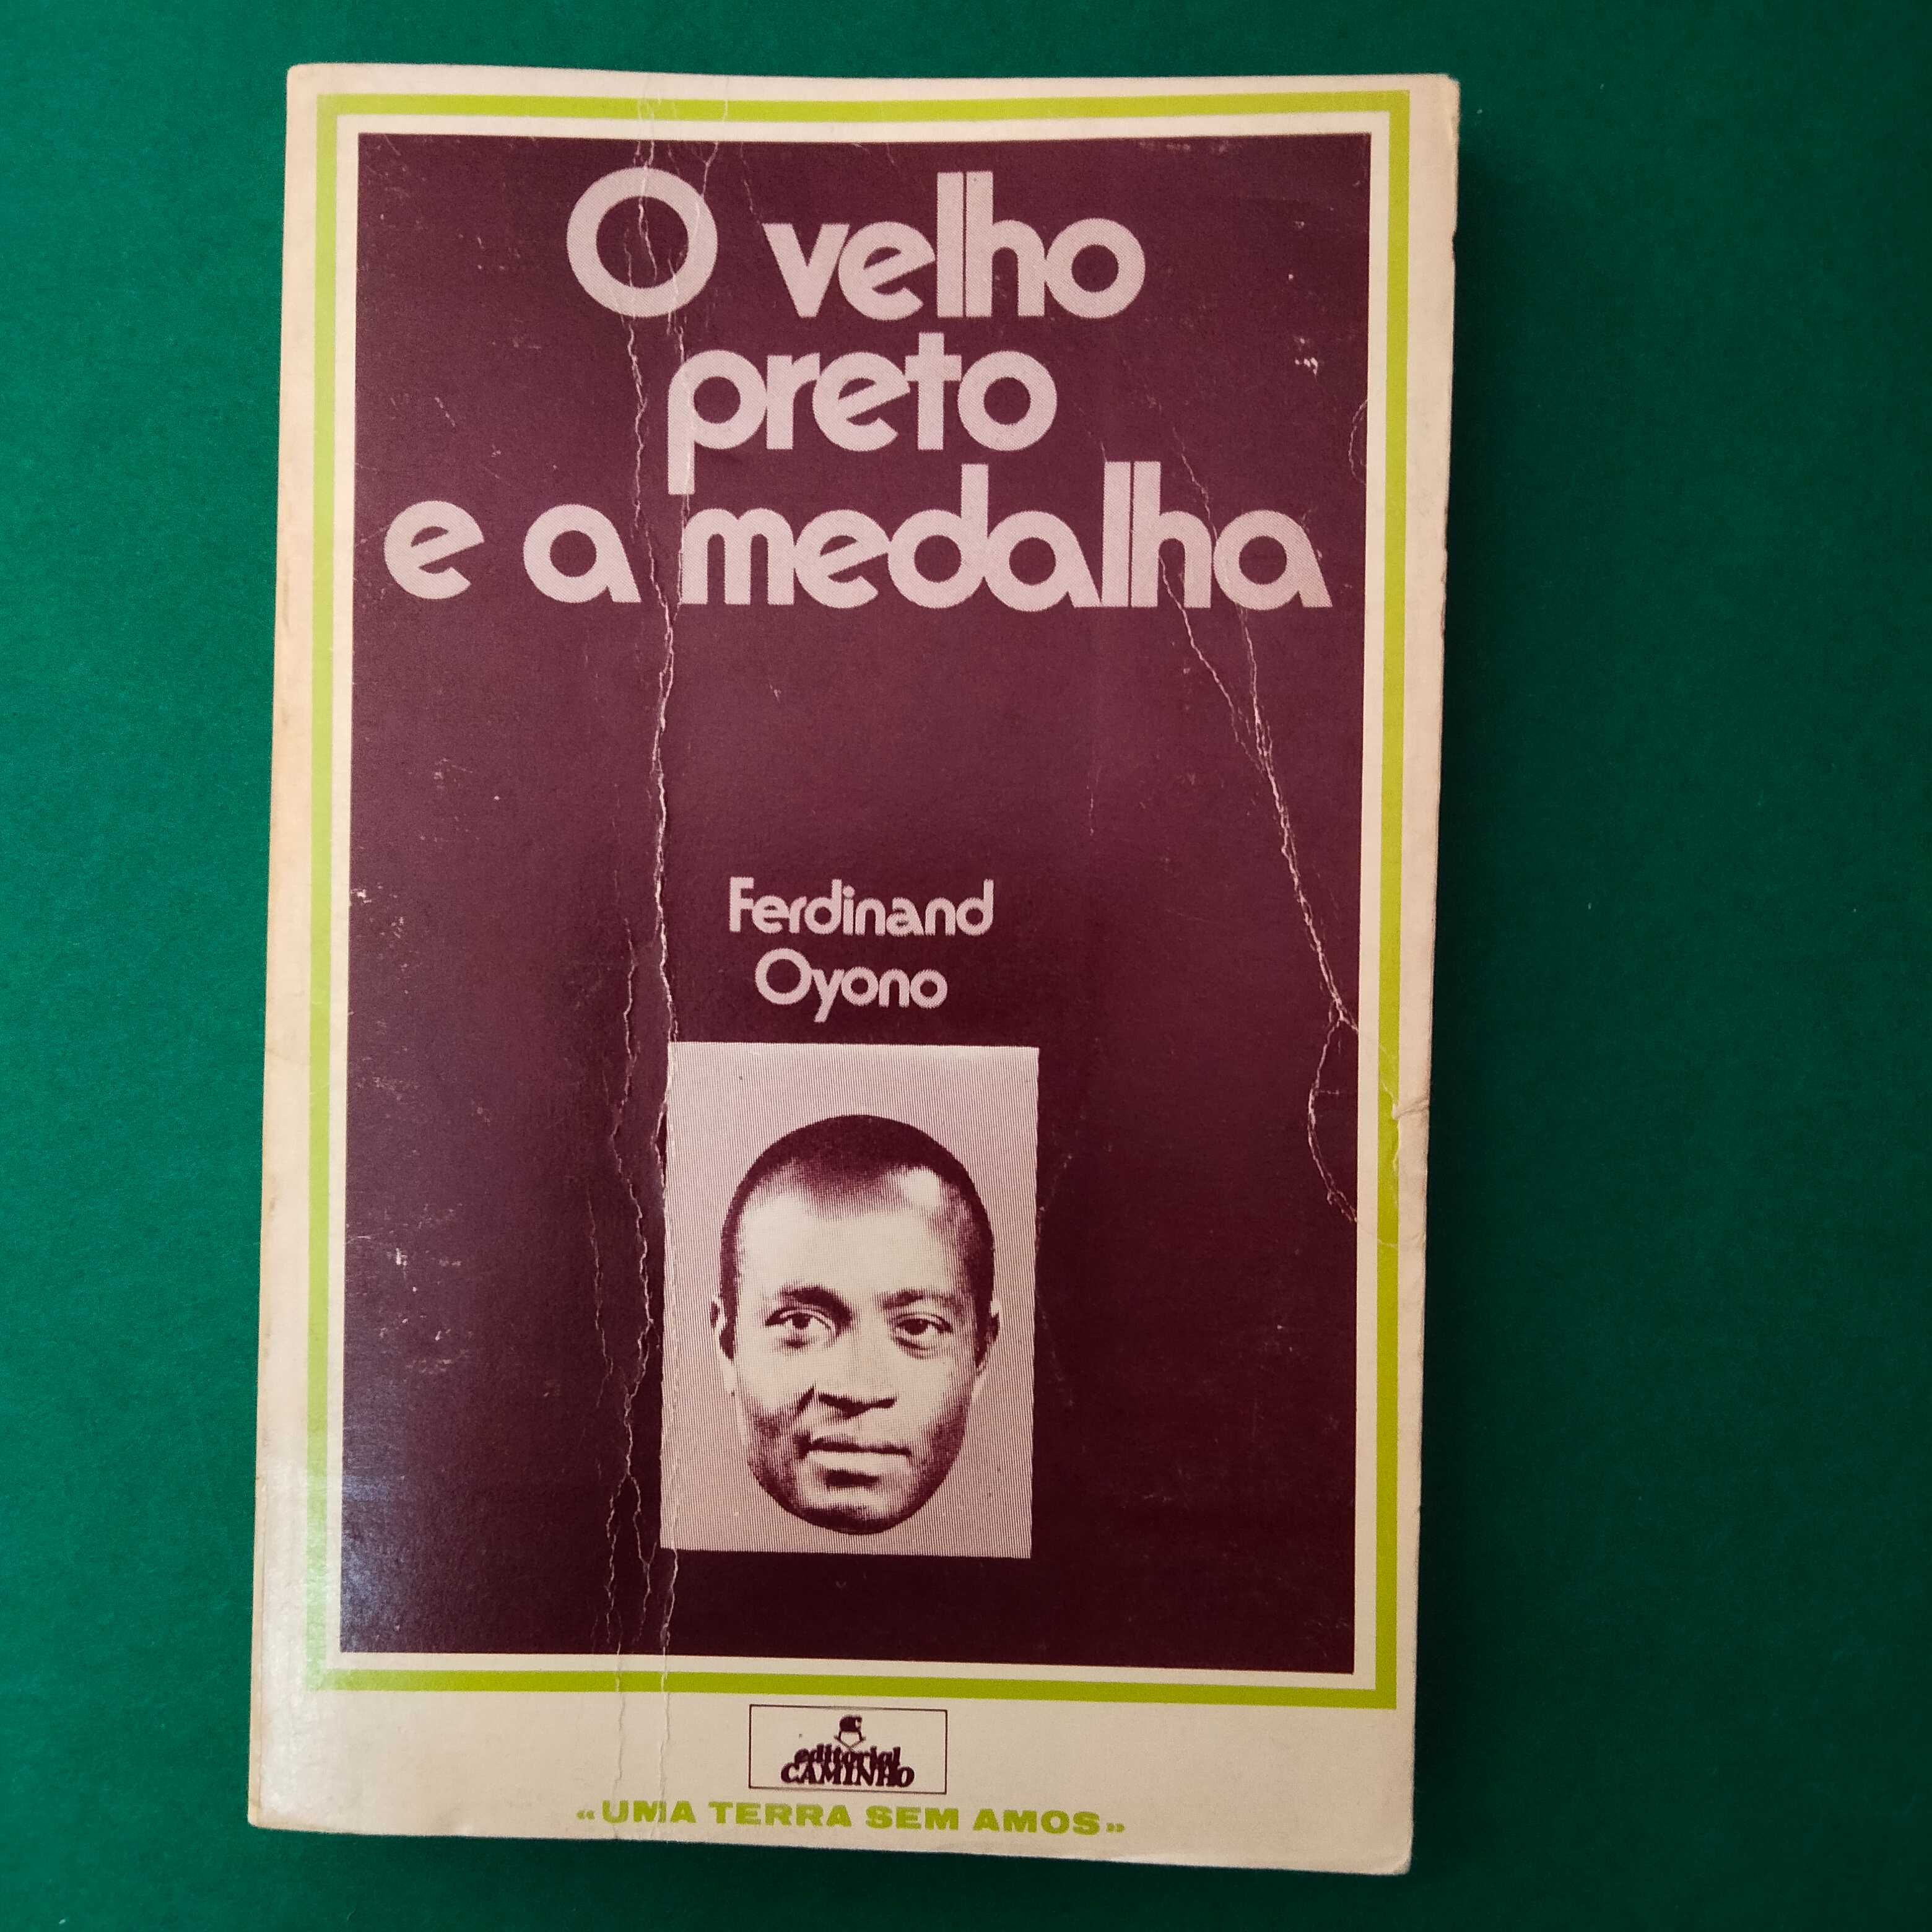 O velho
preto
e a medalha
Ferdinand
Oyono
editorial
CAMINHO
«UMA TERRA SEM AMOS»